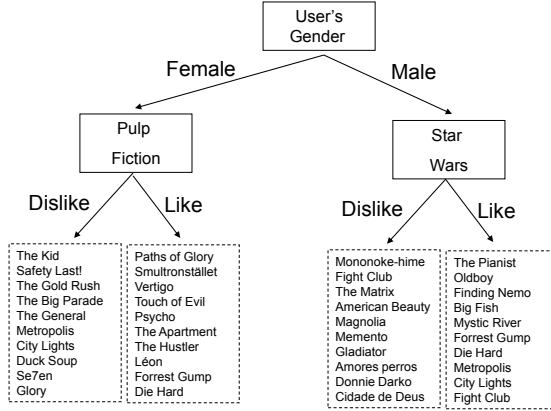 User's
Gender
Female
Male
Pulp
Fiction
Star
Wars
Dislike
Like
Dislike
Like
The Kid
Safety Last!
The Gold Rush
The Big Parade
The General
Metropolis
City Lights
Duck Soup
Se7en
Glory
Paths of Glory
Smultronstället
Vertigo
Touch of Evil
Psycho
The Apartment
The Hustler
Léon
Forrest Gump
Die Hard
Mononoke-hime
Fight Club
The Matrix
American Beauty
Magnolia
Memento
Gladiator
Amores perros
Donnie Darko
Cidade de Deus
The Pianist
Oldboy
Finding Nemo
Big Fish
Mystic River
Forrest Gump
Die Hard
Metropolis
City Lights
Fight Club